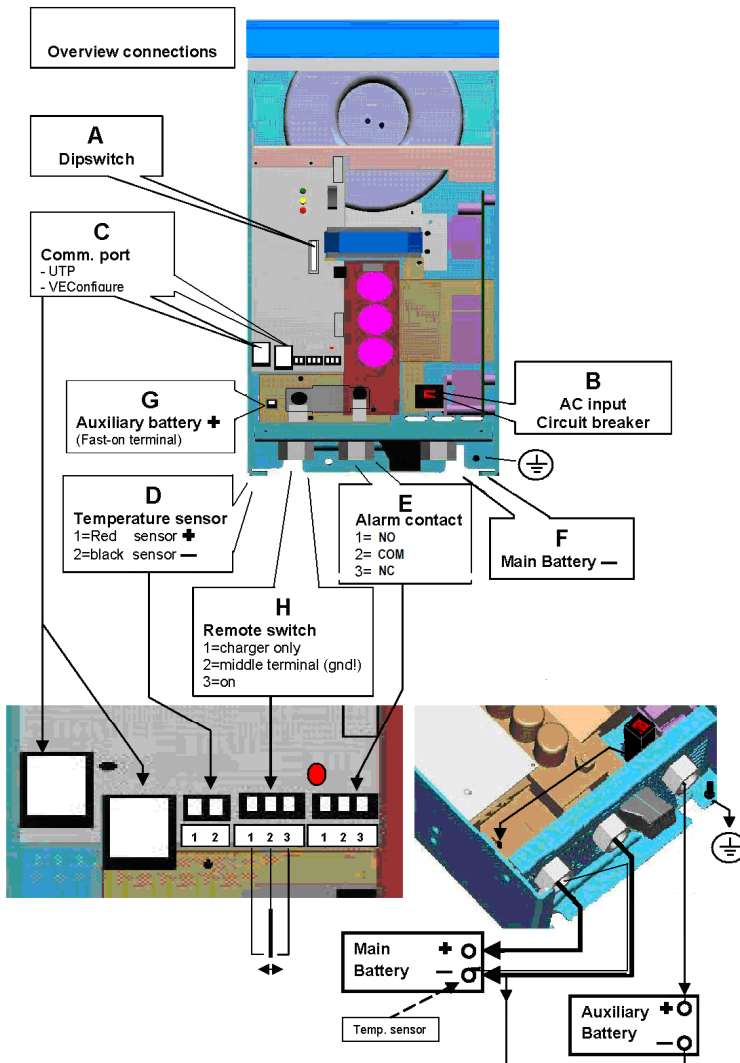 Overview connections
A
Dipswitch
C
Comm. port
- UTP
- VEConfigure
B
AC input
Circuit breaker
G
Auxiliary battery +
(Fast-on terminal)
D
Temperature sensor
1=Red sensor +
2=black sensor —
E
Alarm contact
1= NO
2= COM
3= NC
F
Main Battery —
H
Remote switch
1=charger only
2=middle terminal (gnd!)
3=on
1 2 1 2 3 1 2 3
Main + 
Battery —
Temp. sensor
Auxiliary +
Battery —